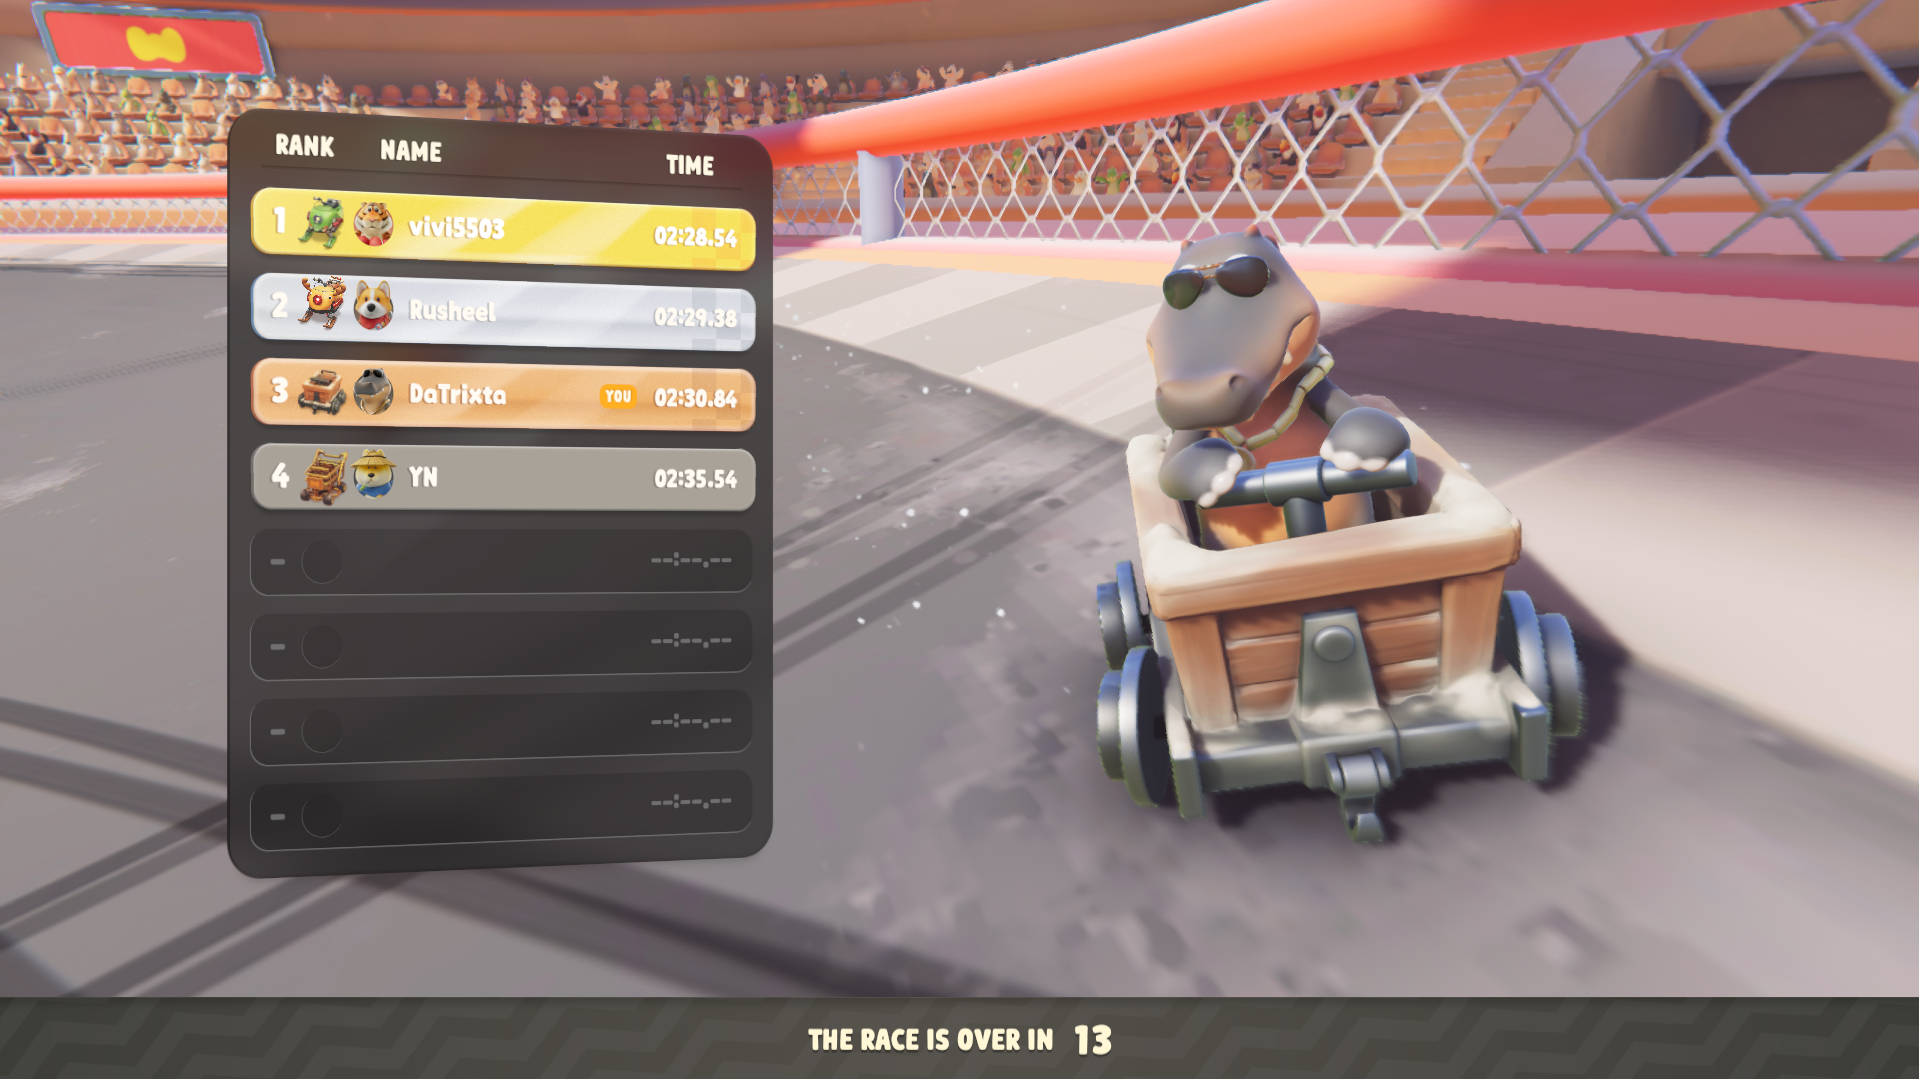 RANK NAME TIME
1 vivi5503 02:28.54
2 Rusheel 02:29.38
3 DaTrixta YOU 02:30.84
4 YN 02:35.54
- --:--.--
- --:--.--
- --:--.--
- --:--.--
THE RACE IS OVER IN 13